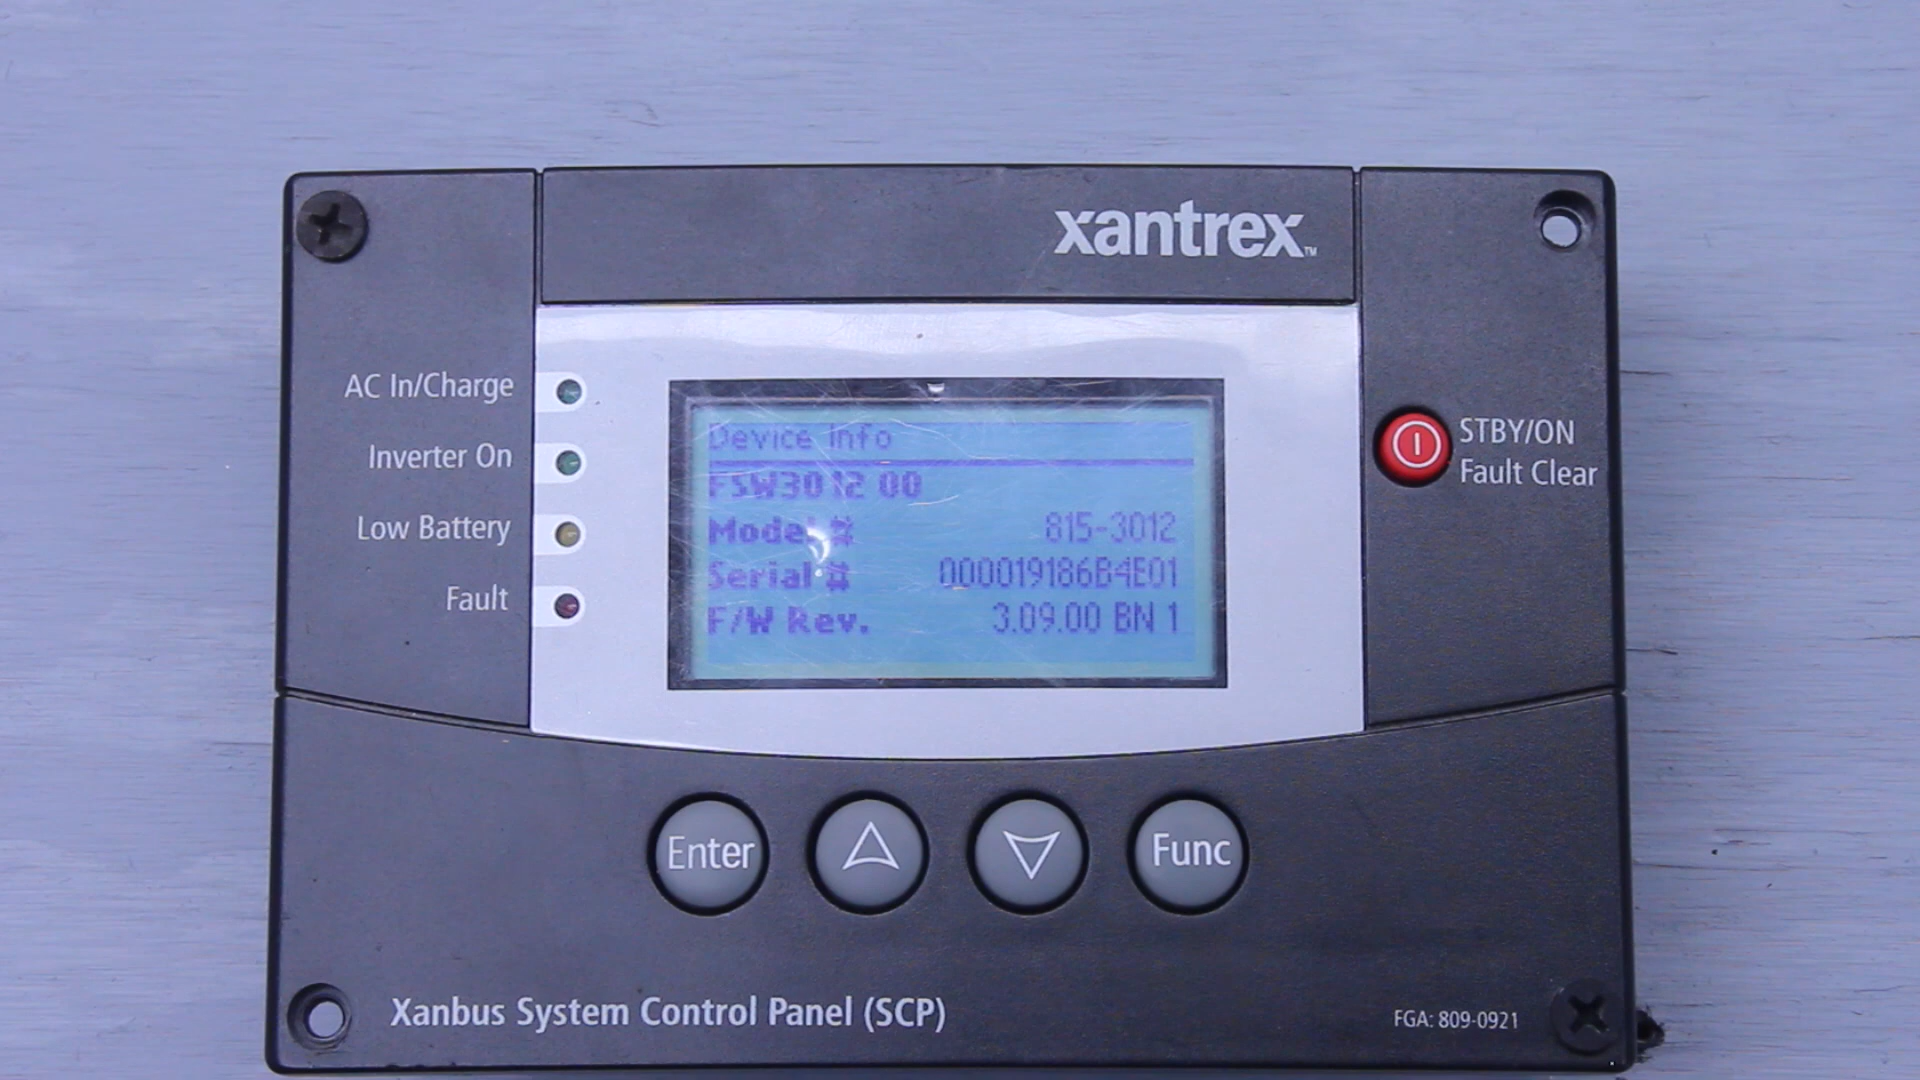 xantrex™
AC In/Charge
Inverter On
Low Battery
Fault
Device Info
FSW3012 00
Model # 815-3012
Serial # 000019186B4E01
F/W Rev. 3.09.00 BN 1
STBY/ON
Fault Clear
Enter
Func
Xanbus System Control Panel (SCP)
FGA: 809-0921